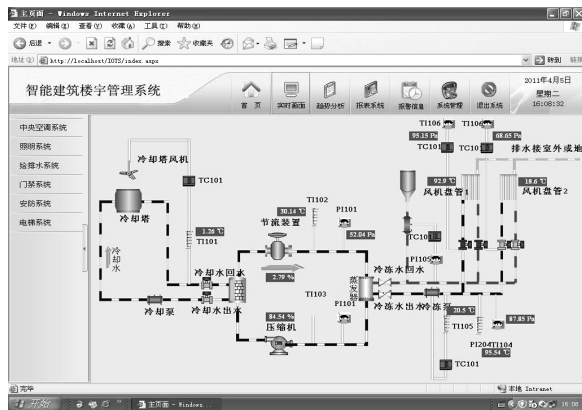 主页面 - Windows Internet Explorer
文件(F) 编辑(E) 查看(V) 收藏(A) 工具(T) 帮助(H)
后退 搜索 收藏夹
地址(D) http://localhost/IOTS/index.aspx 转到 链接
智能建筑楼宇管理系统
首 页 实时画面 趋势分析 报表系统 报警信息 系统管理 退出系统
2011年4月5日
星期二
16:08:32
中央空调系统
照明系统
给排水系统
门禁系统
安防系统
电梯系统
TI106 TI106
95.15 Pa 68.65 Pa
TC101 TC101 排水接室外或地
冷却塔风机
TC101
92.9 ℃ 18.6 ℃
风机盘管1 风机盘管2
冷却塔
TI102
30.14 ℃ PI101
节流装置
1.26 ℃
TI101
52.04 Pa
TC101
冷却水
PI105
冷却水回水
2.79 %
蒸发器
冷冻水回水
TI103 PI101
冷却泵 冷却水出水
冷冻水出水 冷冻泵
84.54 %
压缩机
20.5 ℃
TI105
87.85 Pa
PI204 TI104
95.54 ℃
TC101
完毕 本地 Intranet
开始 主页面 - Windows... 16:08